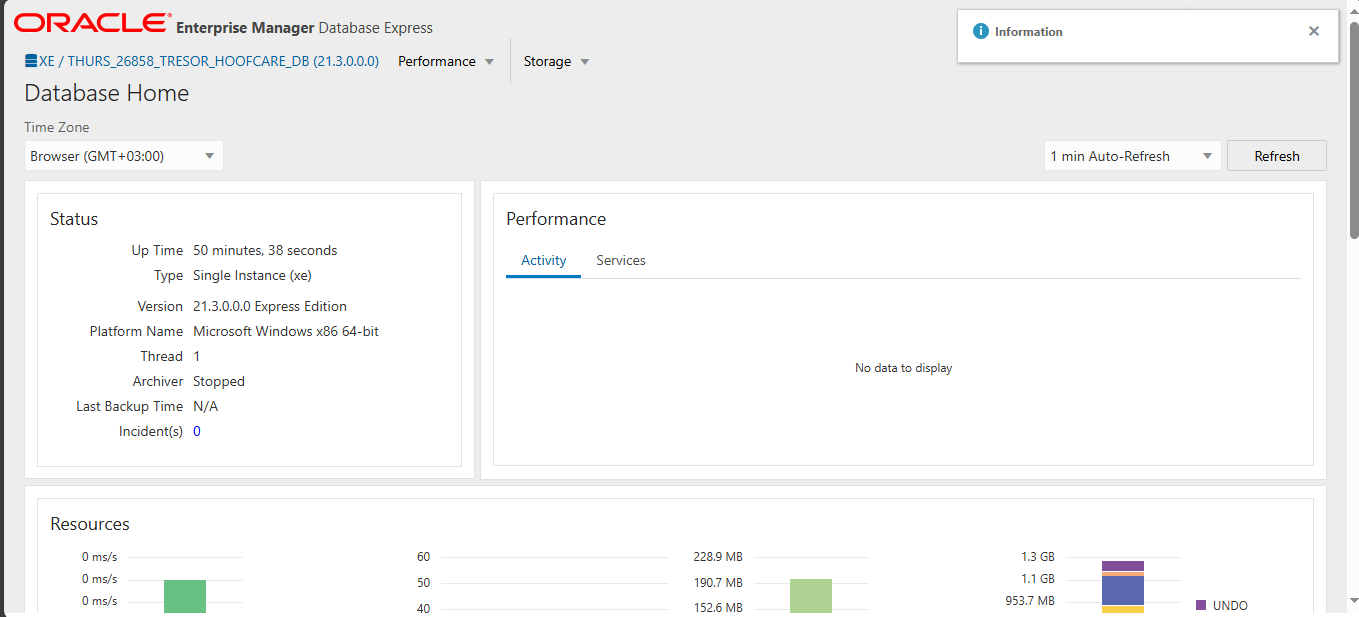 ORACLE Enterprise Manager Database Express
Information
XE / THURS_26858_TRESOR_HOOFCARE_DB (21.3.0.0.0) Performance Storage
Database Home
Time Zone
Browser (GMT+03:00) 1 min Auto-Refresh Refresh
Status
Up Time 50 minutes, 38 seconds
Type Single Instance (xe)
Version 21.3.0.0.0 Express Edition
Platform Name Microsoft Windows x86 64-bit
Thread 1
Archiver Stopped
Last Backup Time N/A
Incident(s) 0
Performance
Activity Services
No data to display
Resources
0 ms/s 60 228.9 MB 1.3 GB
0 ms/s 50 190.7 MB 1.1 GB
0 ms/s 40 152.6 MB 953.7 MB UNDO